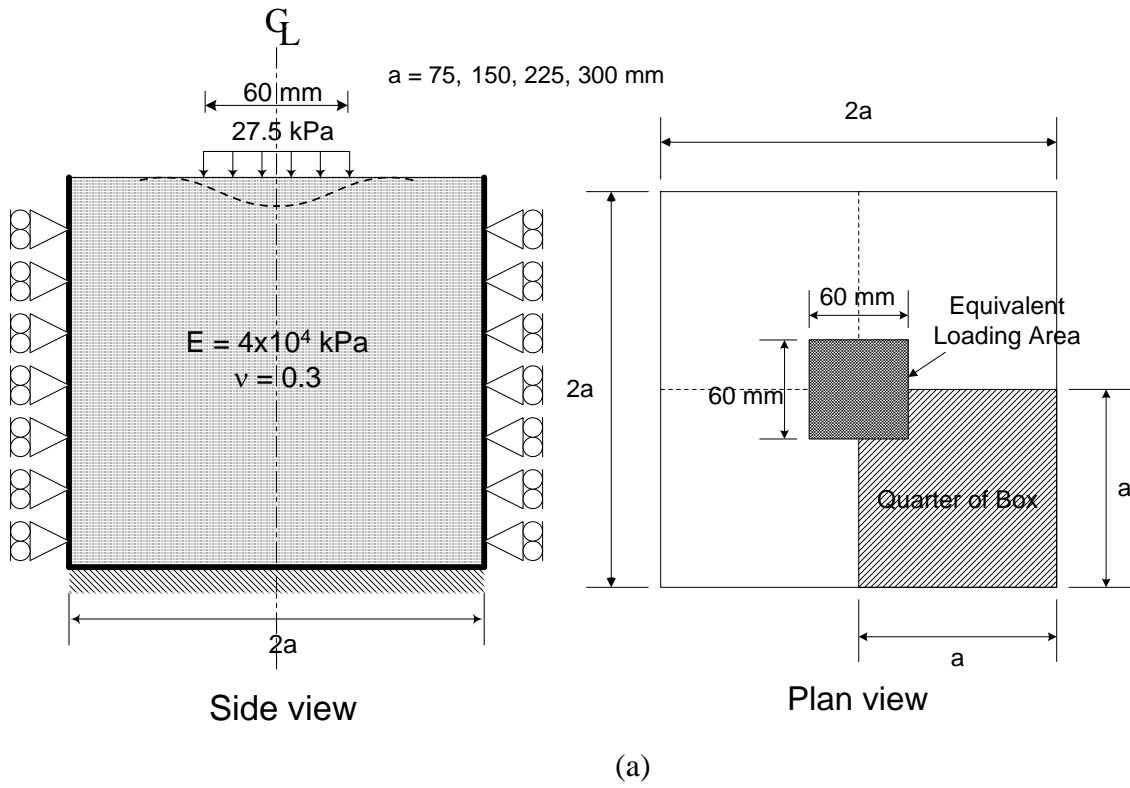 CL
a = 75, 150, 225, 300 mm
60 mm
27.5 kPa
E = 4x10⁴ kPa
ν = 0.3
2a
Side view
2a
2a
60 mm
60 mm
Equivalent
Loading Area
Quarter of Box
a
a
Plan view
(a)